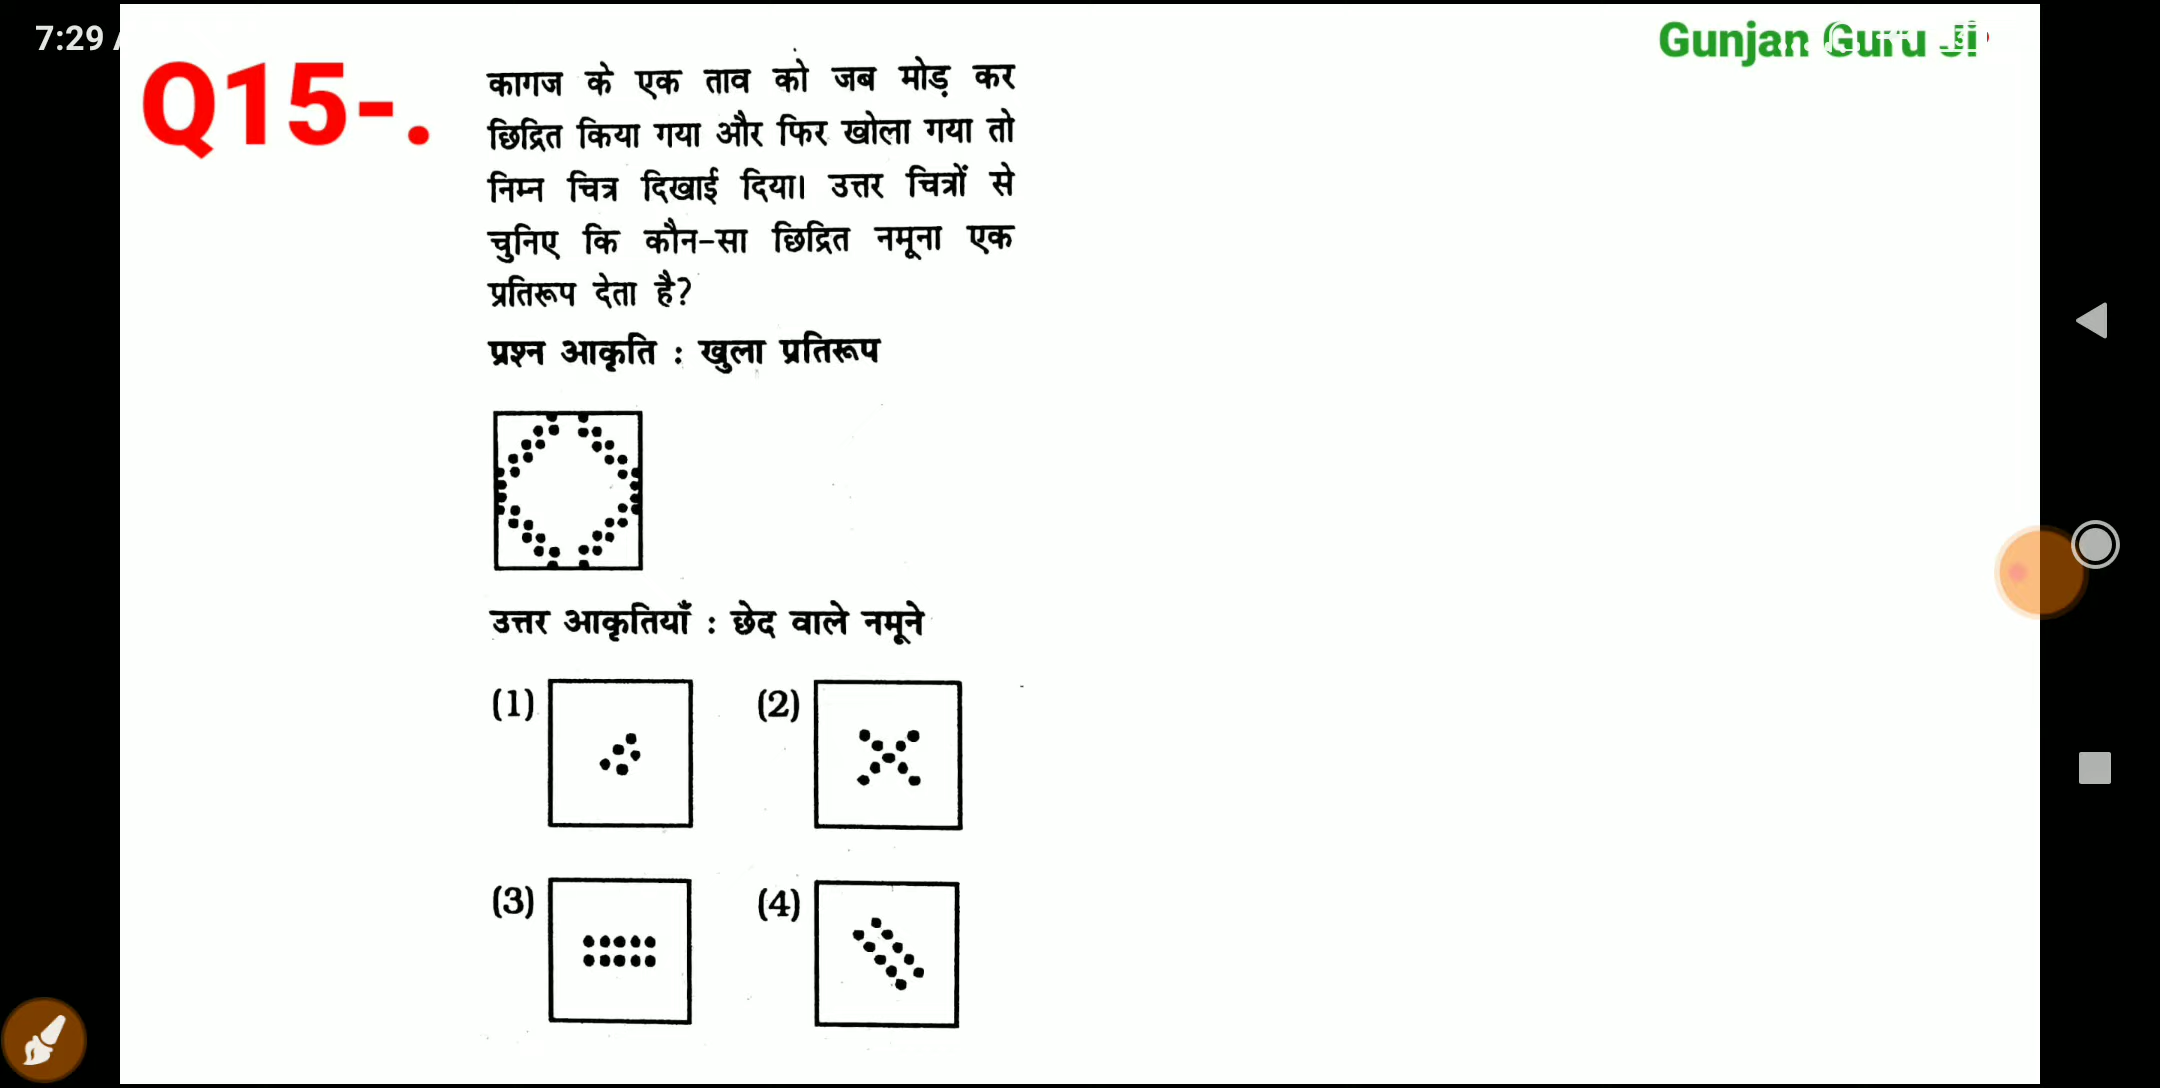 7:29
Gunjan Guru Ji
Q15-.
कागज के एक ताव को जब मोड़ कर
छिद्रित किया गया और फिर खोला गया तो
निम्न चित्र दिखाई दिया। उत्तर चित्रों से
चुनिए कि कौन-सा छिद्रित नमूना एक
प्रतिरूप देता है?
प्रश्न आकृति : खुला प्रतिरूप
उत्तर आकृतियाँ : छेद वाले नमूने
(1) (2)
(3) (4)